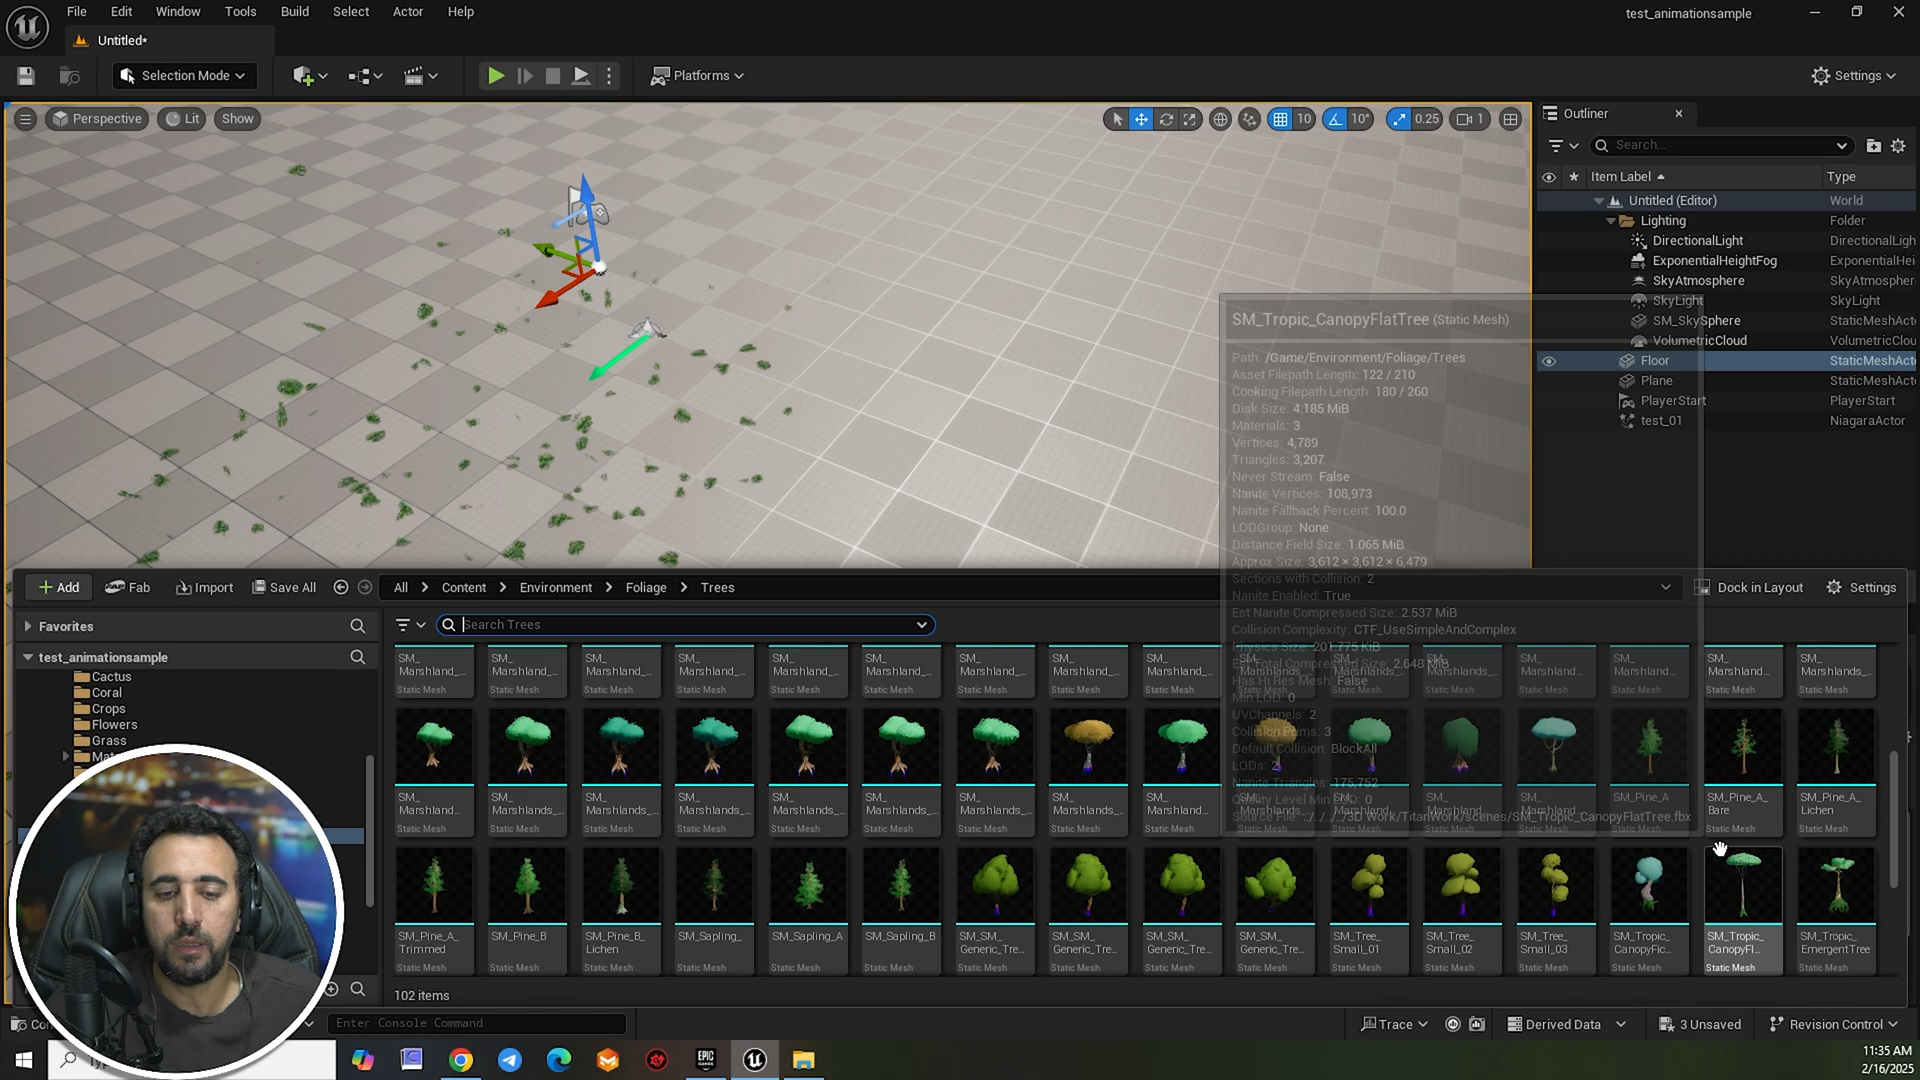 File Edit Window Tools Build Select Actor Help
test_animationsample
Untitled*
Selection Mode
Platforms
Settings
Perspective
Lit
Show
10
10°
0.25
1
Outliner
Search...
Item Label
Type
Untitled (Editor) World
Lighting Folder
DirectionalLight DirectionalLigh
ExponentialHeightFog ExponentialHei
SkyAtmosphere SkyAtmospher
SkyLight SkyLight
SM_SkySphere StaticMeshAct
VolumetricCloud VolumetricClou
Floor StaticMeshAct
Plane StaticMeshAct
PlayerStart PlayerStart
test_01 NiagaraActor
SM_Tropic_CanopyFlatTree (Static Mesh)
Path: /Game/Environment/Foliage/Trees
Asset Filepath Length: 122 / 210
Cooking Filepath Length: 180 / 260
Disk Size: 4.185 MiB
Materials: 3
Vertices: 4,789
Triangles: 3,207
Never Stream: False
Nanite Vertices: 108,973
Nanite Fallback Percent: 100.0
LODGroup: None
Distance Field Size: 1.065 MiB
Approx Size: 3,612 × 3,612 × 6,479
Sections with Collision: 2
Nanite Enabled: True
Est Nanite Compressed Size: 2.537 MiB
Collision Complexity: CTF_UseSimpleAndComplex
Physics Size: 201.775 KiB
Est Total Compressed Size: 2.648 MiB
Has Hi Res Mesh: False
Min LOD: 0
UVChannels: 2
Collision Prims: 3
Default Collision: BlockAll
LODs: 2
Nanite Triangles: 175,752
Quality Level Min LOD: 0
Source File: ../../../../3D Work/TitanWork/scenes/SM_Tropic_CanopyFlatTree.fbx
Add
Fab
Import
Save All
All > Content > Environment > Foliage > Trees
Dock in Layout
Settings
Favorites
Search Trees
test_animationsample
Cactus
Coral
Crops
Flowers
Grass
SM_ SM_ SM_ SM_ SM_ SM_ SM_ SM_ SM_
Marshland_... Marshland_... Marshland_... Marshland_... Marshland_... Marshland_... Marshland_... Marshland_... Marshland_...
Static Mesh Static Mesh Static Mesh Static Mesh Static Mesh Static Mesh Static Mesh Static Mesh Static Mesh
SM_ SM_ SM_ SM_ SM_ SM_ SM_ SM_ SM_
Marshland... Marshlands_... Marshlands_... Marshlands_... Marshlands_... Marshlands_... Marshlands_...
Static Mesh Static Mesh Static Mesh Static Mesh Static Mesh Static Mesh Static Mesh Static Mesh Static Mesh
SM_Pine_A
SM_Pine_A_
Bare
Static Mesh
SM_Pine_A_
Lichen
Static Mesh
SM_Pine_A_
Trimmed
Static Mesh
SM_Pine_B
Static Mesh
SM_Pine_B_
Lichen
Static Mesh
SM_Sapling_
Static Mesh
SM_Sapling_A
Static Mesh
SM_Sapling_B
Static Mesh
SM_SM_
Generic_Tre...
Static Mesh
SM_SM_
Generic_Tre...
Static Mesh
SM_SM_
Generic_Tre...
Static Mesh
SM_SM_
Generic_Tre...
Static Mesh
SM_Tree_
Small_01
Static Mesh
SM_Tree_
Small_02
Static Mesh
SM_Tree_
Small_03
Static Mesh
SM_Tropic_
CanopyFic...
Static Mesh
SM_Tropic_
CanopyFl...
Static Mesh
SM_Tropic_
EmergentTree
Static Mesh
102 items
Enter Console Command
Trace
Derived Data
3 Unsaved
Revision Control
EPIC
11:35 AM
2/16/2025